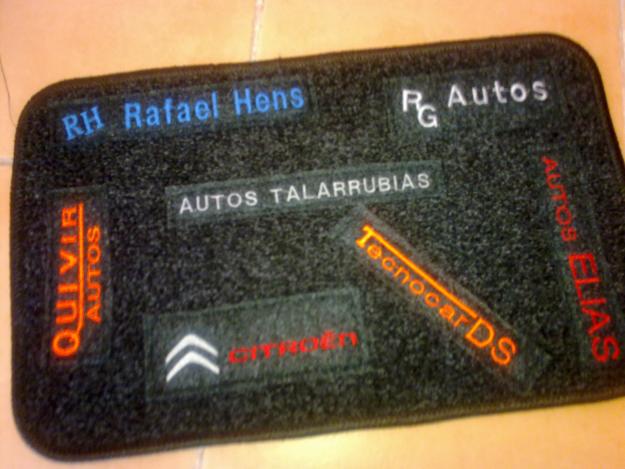 RH Rafael Hens
RG Autos
AUTOS TALARRUBIAS
QUIVIR
AUTOS
TecnocarDS
AUTOS ELIAS
CITROËN